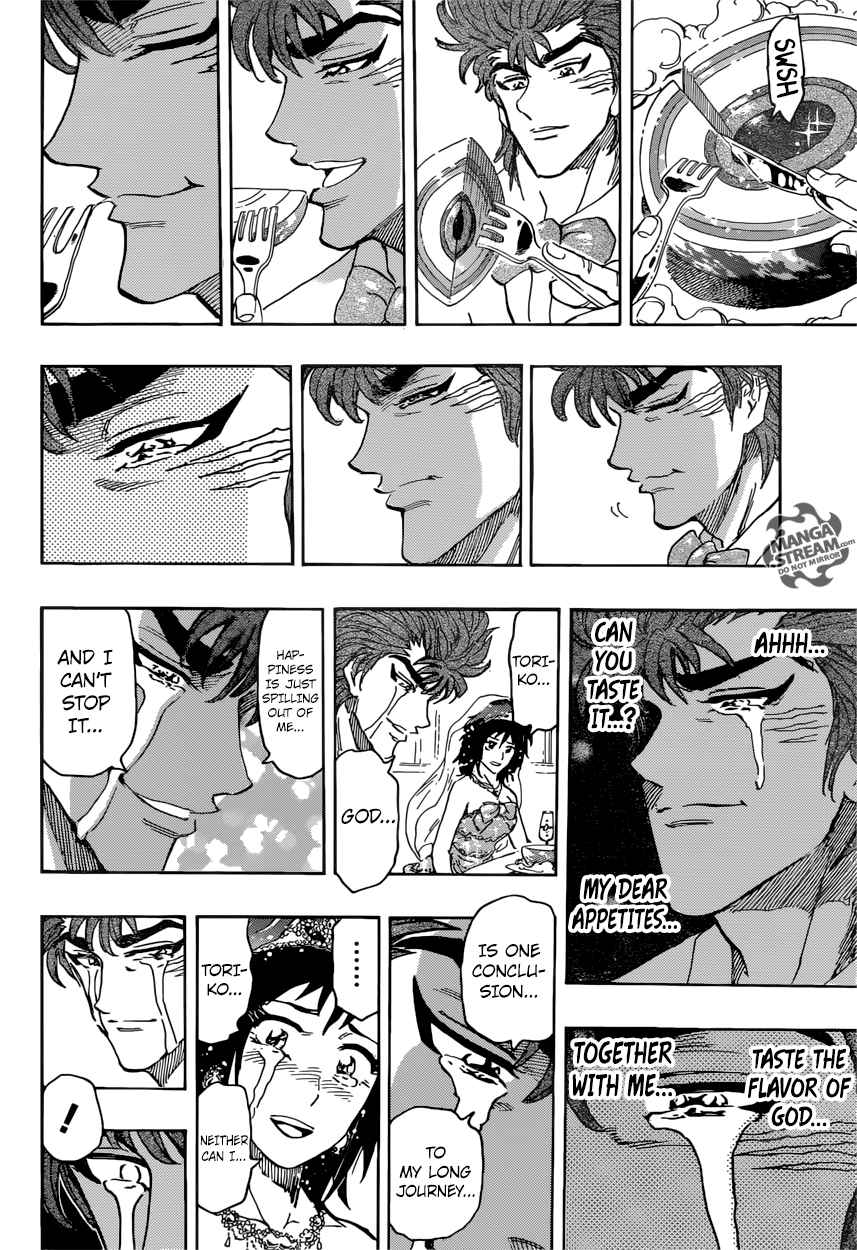 SWSH
MANGA
STREAM.com
DO NOT MIRROR
AHHH...
CAN
YOU
TASTE
IT...?
MY DEAR
APPETITES...
TASTE THE
FLAVOR OF
GOD...
TOGETHER
WITH ME...
TORI-
KO...
GOD...
HAP-
PINESS
IS JUST
SPILLING
OUT OF
ME...
AND I
CAN'T
STOP
IT...
IS ONE
CONCLU-
SION...
TO
MY LONG
JOURNEY...
......
TORI-
KO...
NEITHER
CAN I...
!